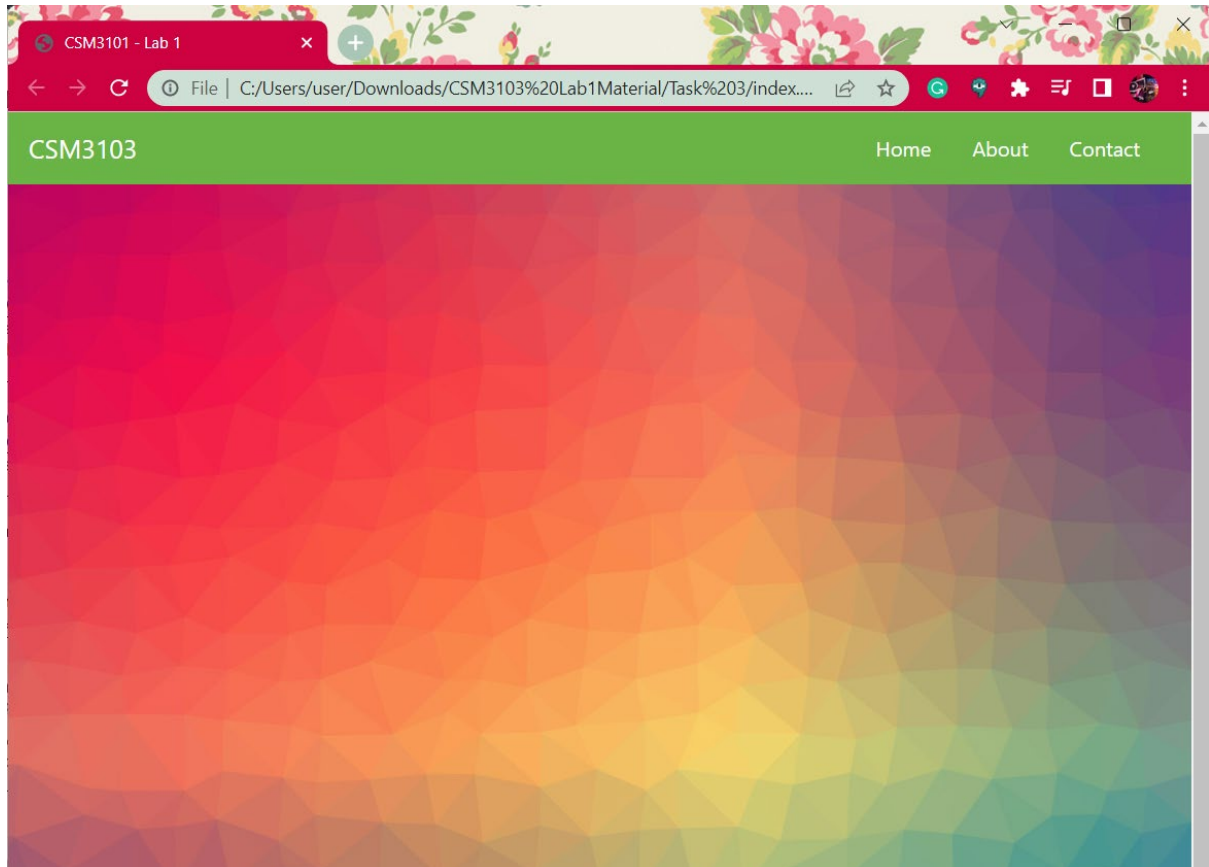 CSM3101 - Lab 1
File | C:/Users/user/Downloads/CSM3103%20Lab1Material/Task%203/index....
CSM3103 Home About Contact